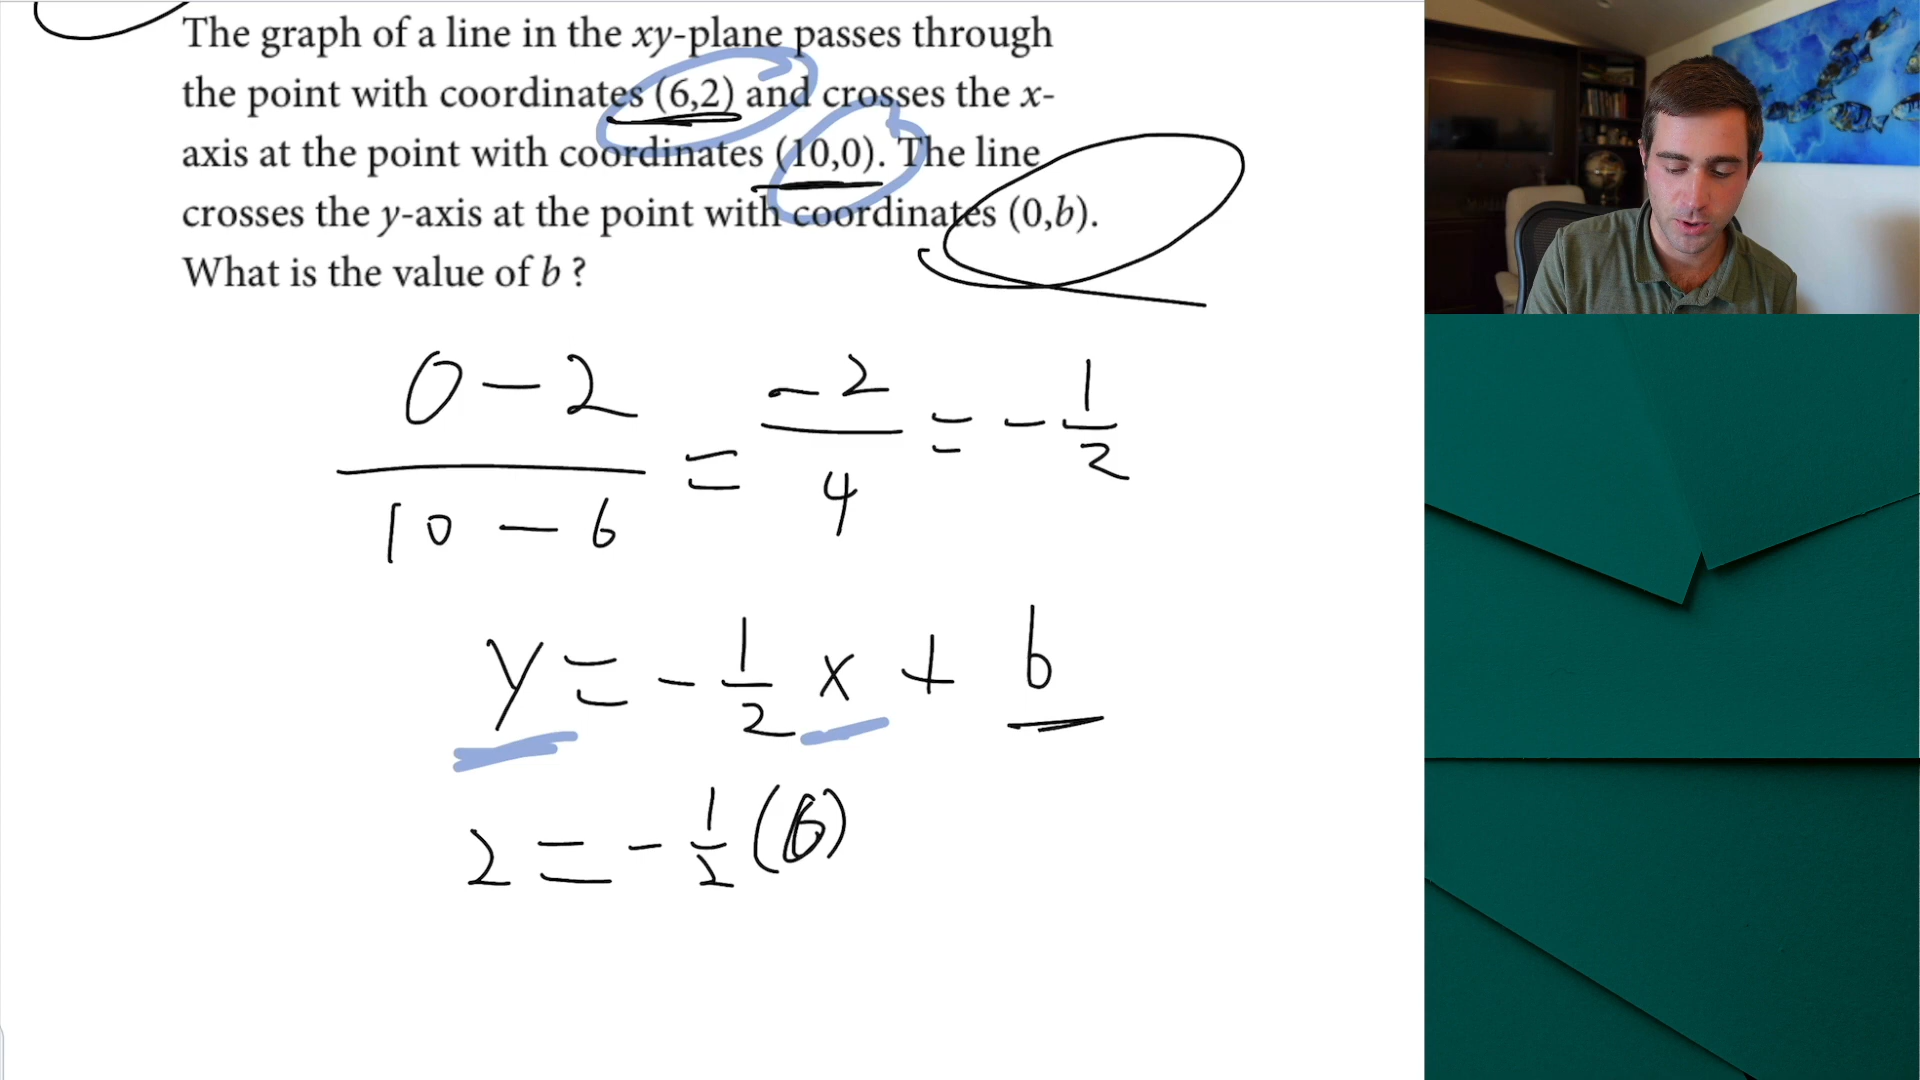 The graph of a line in the xy-plane passes through
the point with coordinates (6,2) and crosses the x-
axis at the point with coordinates (10,0). The line
crosses the y-axis at the point with coordinates (0,b).
What is the value of b ?
0 - 2 / 10 - 6 = -2 / 4 = - 1/2
y = - 1/2 x + b
2 = - 1/2 (6)